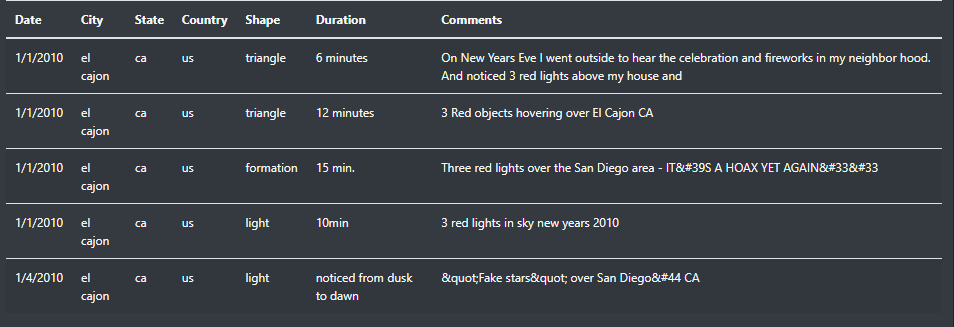 Date City State Country Shape Duration Comments
1/1/2010 el cajon ca us triangle 6 minutes On New Years Eve I went outside to hear the celebration and fireworks in my neighbor hood. And noticed 3 red lights above my house and
1/1/2010 el cajon ca us triangle 12 minutes 3 Red objects hovering over El Cajon CA
1/1/2010 el cajon ca us formation 15 min. Three red lights over the San Diego area - IT&#39S A HOAX YET AGAIN&#33&#33
1/1/2010 el cajon ca us light 10min 3 red lights in sky new years 2010
1/4/2010 el cajon ca us light noticed from dusk to dawn &quot;Fake stars&quot; over San Diego&#44 CA